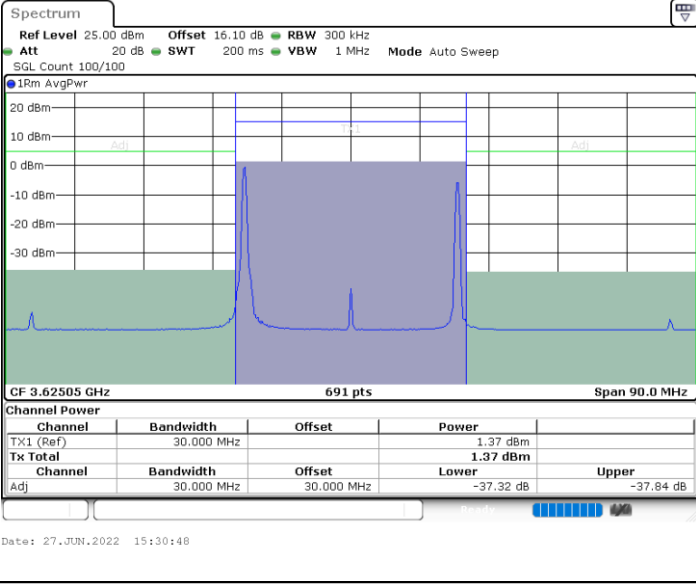 Spectrum
Ref Level 25.00 dBm Offset 16.10 dB RBW 300 kHz
Att 20 dB SWT 200 ms VBW 1 MHz Mode Auto Sweep
SGL Count 100/100
1Rm AvgPwr
20 dBm
TX1
10 dBm
Adj Adj
0 dBm
-10 dBm
-20 dBm
-30 dBm
CF 3.62505 GHz 691 pts Span 90.0 MHz
Channel Power
Channel Bandwidth Offset Power
TX1 (Ref) 30.000 MHz 1.37 dBm
Tx Total 1.37 dBm
Channel Bandwidth Offset Lower Upper
Adj 30.000 MHz 30.000 MHz -37.32 dB -37.84 dB
Ready
Date: 27.JUN.2022 15:30:48